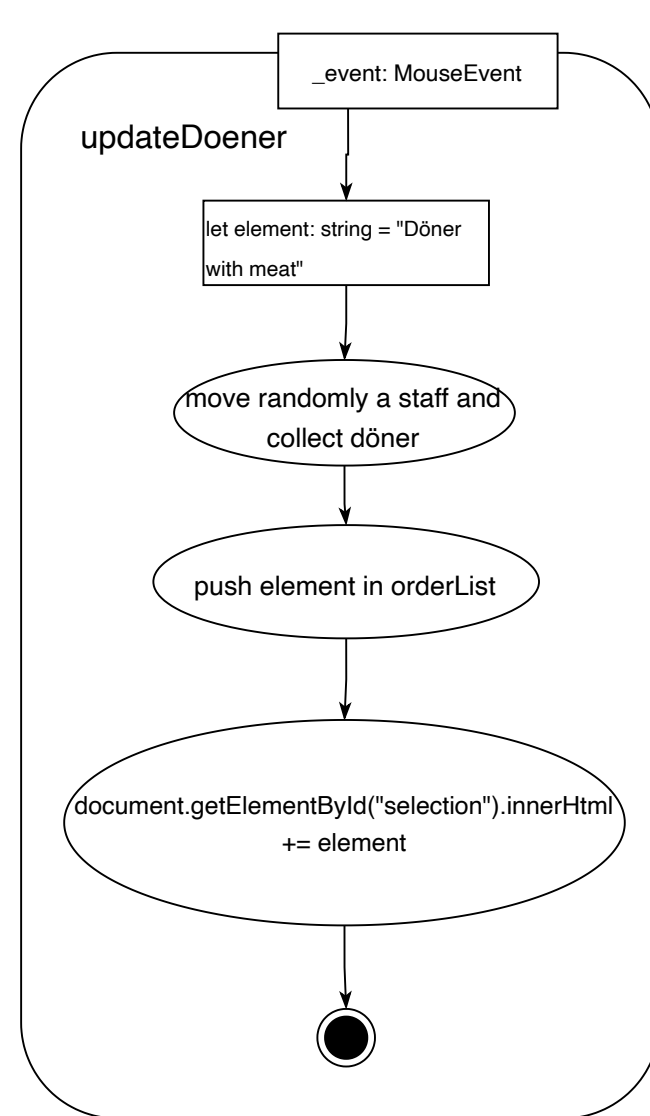 _event: MouseEvent
updateDoener
let element: string = "Döner
with meat"
move randomly a staff and
collect döner
push element in orderList
document.getElementById("selection").innerHtml
+= element